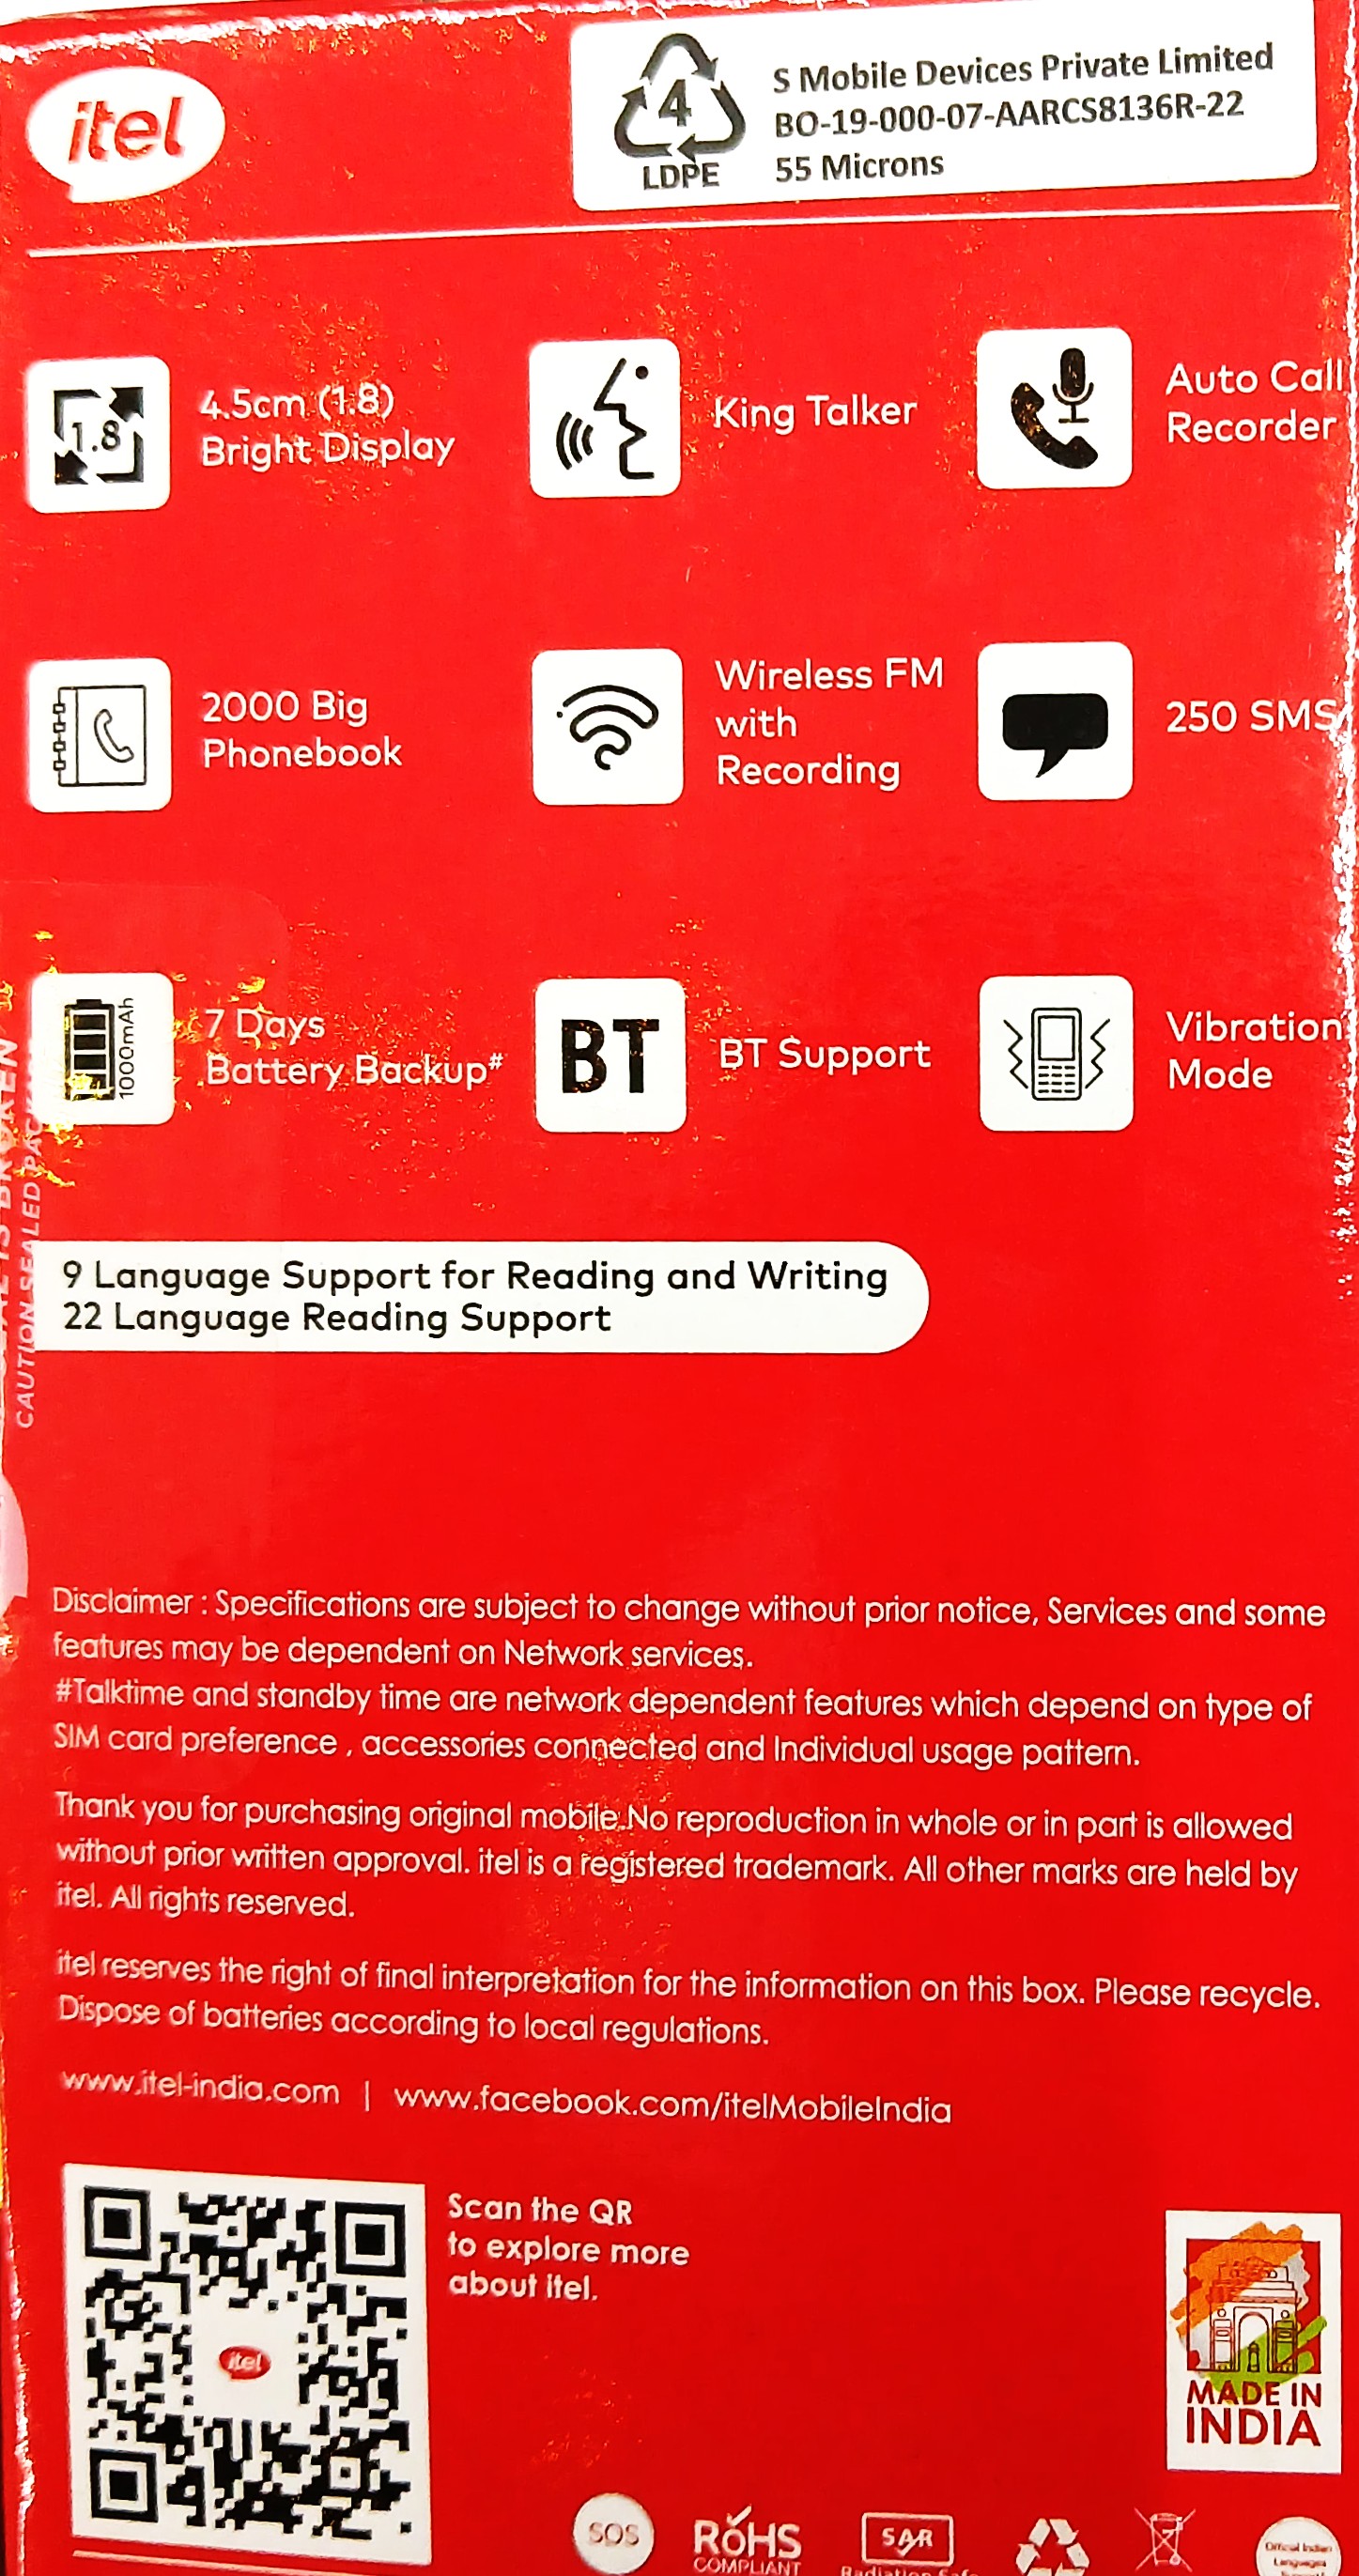 itel
4
LDPE
S Mobile Devices Private Limited
BO-19-000-07-AARCS8136R-22
55 Microns
1.8
4.5cm (1.8)
Bright Display
King Talker
Auto Call
Recorder
2000 Big
Phonebook
Wireless FM
with
Recording
250 SMS
1000mAh
7 Days
Battery Backup#
BT
BT Support
Vibration
Mode
IS BROKEN
CAUTION SEALED PACK
9 Language Support for Reading and Writing
22 Language Reading Support
Disclaimer : Specifications are subject to change without prior notice, Services and some
features may be dependent on Network services.
#Talktime and standby time are network dependent features which depend on type of
SIM card preference , accessories connected and Individual usage pattern.
Thank you for purchasing original mobile.No reproduction in whole or in part is allowed
without prior written approval. itel is a registered trademark. All other marks are held by
itel. All rights reserved.
itel reserves the right of final interpretation for the information on this box. Please recycle.
Dispose of batteries according to local regulations.
www.itel-india.com | www.facebook.com/itelMobileIndia
itel
Scan the QR
to explore more
about itel.
MADE IN
INDIA
SOS
RoHS
COMPLIANT
SAR
Radiation Safe
Official Indian
Languages